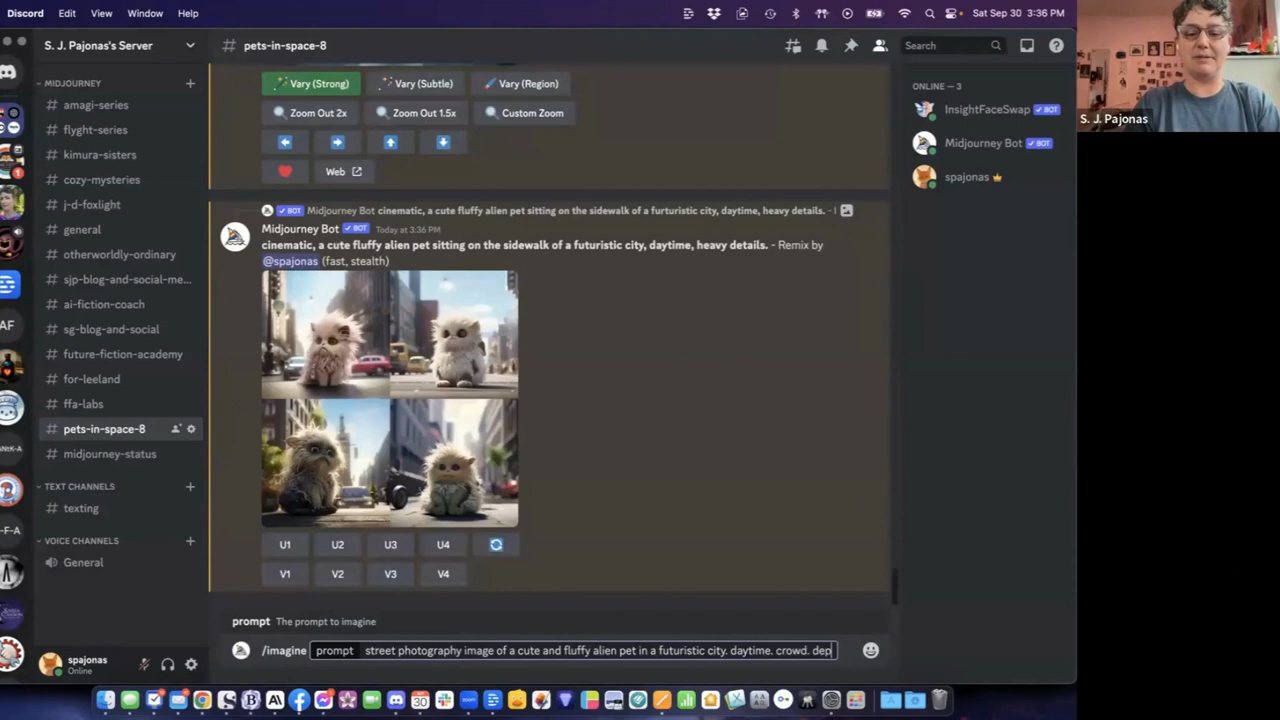 Discord Edit View Window Help
Sat Sep 30 3:36 PM
S. J. Pajonas's Server
# pets-in-space-8
Search
MIDJOURNEY
# amagi-series
# flyght-series
# kimura-sisters
# cozy-mysteries
# j-d-foxlight
# general
# otherworldly-ordinary
# sjp-blog-and-social-me...
# ai-fiction-coach
# sg-blog-and-social
# future-fiction-academy
# for-leeland
# ffa-labs
# pets-in-space-8
# midjourney-status
TEXT CHANNELS
# texting
VOICE CHANNELS
General
spajonas
Online
Vary (Strong) Vary (Subtle) Vary (Region)
Zoom Out 2x Zoom Out 1.5x Custom Zoom
Web
BOT Midjourney Bot cinematic, a cute fluffy alien pet sitting on the sidewalk of a furturistic city, daytime, heavy details. - I
Midjourney Bot BOT Today at 3:36 PM
cinematic, a cute fluffy alien pet sitting on the sidewalk of a futuristic city, daytime, heavy details. - Remix by
@spajonas (fast, stealth)
U1 U2 U3 U4
V1 V2 V3 V4
prompt The prompt to imagine
/imagine prompt street photography image of a cute and fluffy alien pet in a futuristic city. daytime. crowd. dep
ONLINE — 3
InsightFaceSwap BOT
Midjourney Bot BOT
spajonas
S. J. Pajonas
AF
-F-A
30